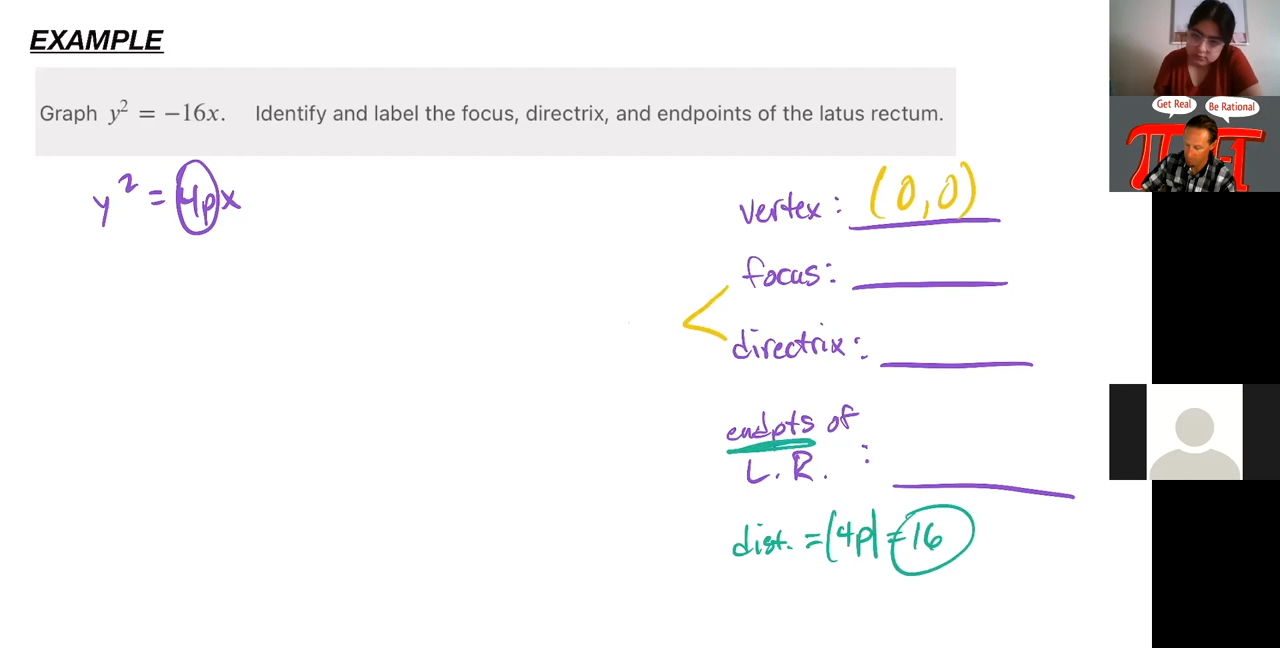 EXAMPLE
Graph y² = −16x. Identify and label the focus, directrix, and endpoints of the latus rectum.
y² = 4px
vertex: (0,0)
focus:
directrix:
endpts of
L.R. :
dist. = |4p| = 16
Get Real
Be Rational